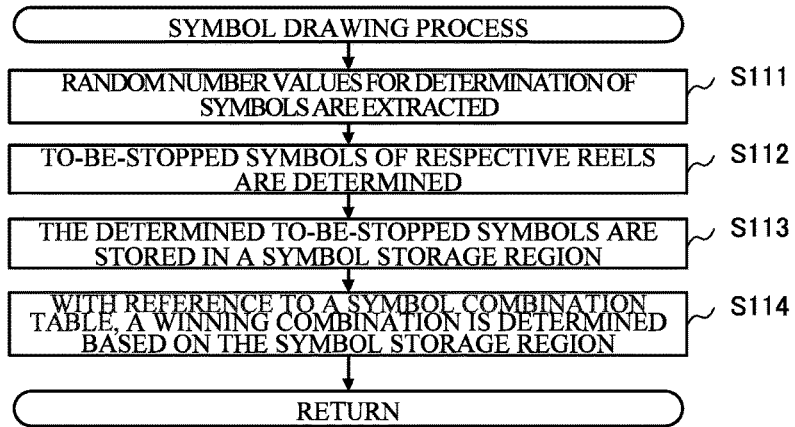 SYMBOL DRAWING PROCESS
RANDOM NUMBER VALUES FOR DETERMINATION OF
SYMBOLS ARE EXTRACTED
S111
TO-BE-STOPPED SYMBOLS OF RESPECTIVE REELS
ARE DETERMINED
S112
THE DETERMINED TO-BE-STOPPED SYMBOLS ARE
STORED IN A SYMBOL STORAGE REGION
S113
WITH REFERENCE TO A SYMBOL COMBINATION
TABLE, A WINNING COMBINATION IS DETERMINED
BASED ON THE SYMBOL STORAGE REGION
S114
RETURN